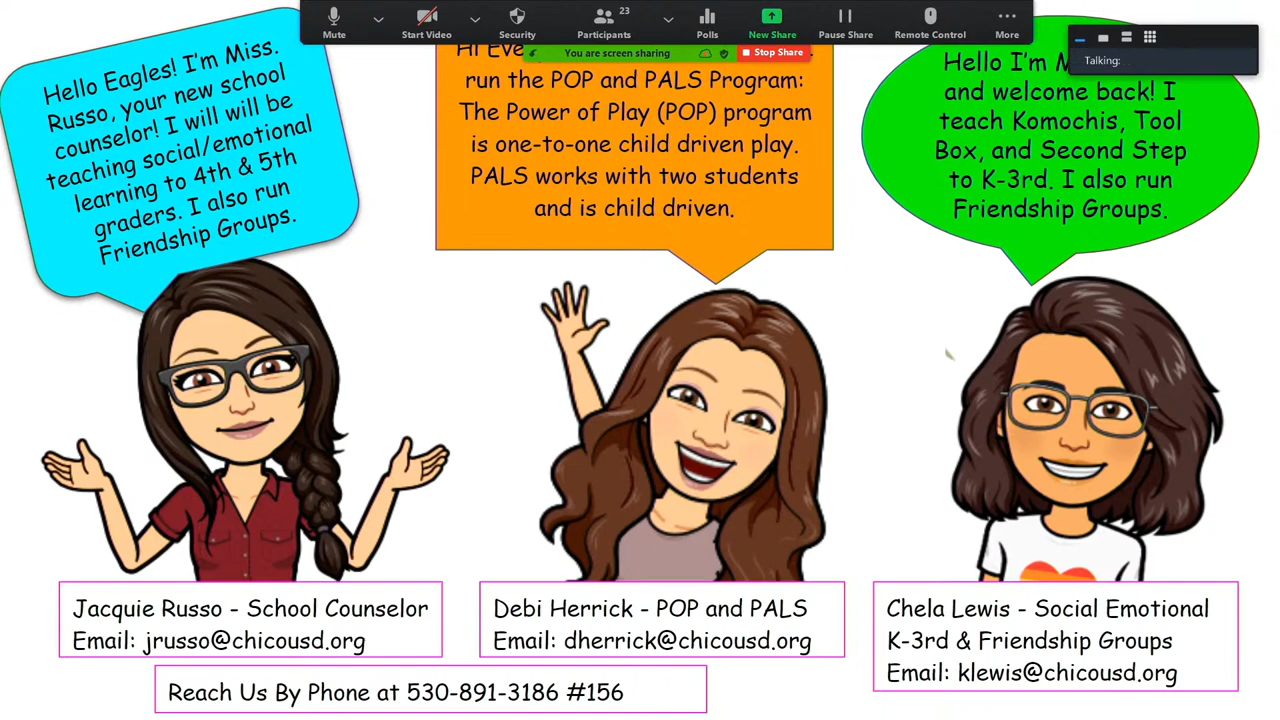 Mute
Start Video
Security
Participants
23
Polls
New Share
Pause Share
Remote Control
More
You are screen sharing
Stop Share
Talking:
Hello Eagles! I'm Miss.
Russo, your new school
counselor! I will will be
teaching social/emotional
learning to 4th & 5th
graders. I also run
Friendship Groups.
Hi
run the POP and PALS Program:
The Power of Play (POP) program
is one-to-one child driven play.
PALS works with two students
and is child driven.
Hello I'm
and welcome back! I
teach Komochis, Tool
Box, and Second Step
to K-3rd. I also run
Friendship Groups.
Jacquie Russo - School Counselor
Email: jrusso@chicousd.org
Debi Herrick - POP and PALS
Email: dherrick@chicousd.org
Chela Lewis - Social Emotional
K-3rd & Friendship Groups
Email: klewis@chicousd.org
Reach Us By Phone at 530-891-3186 #156